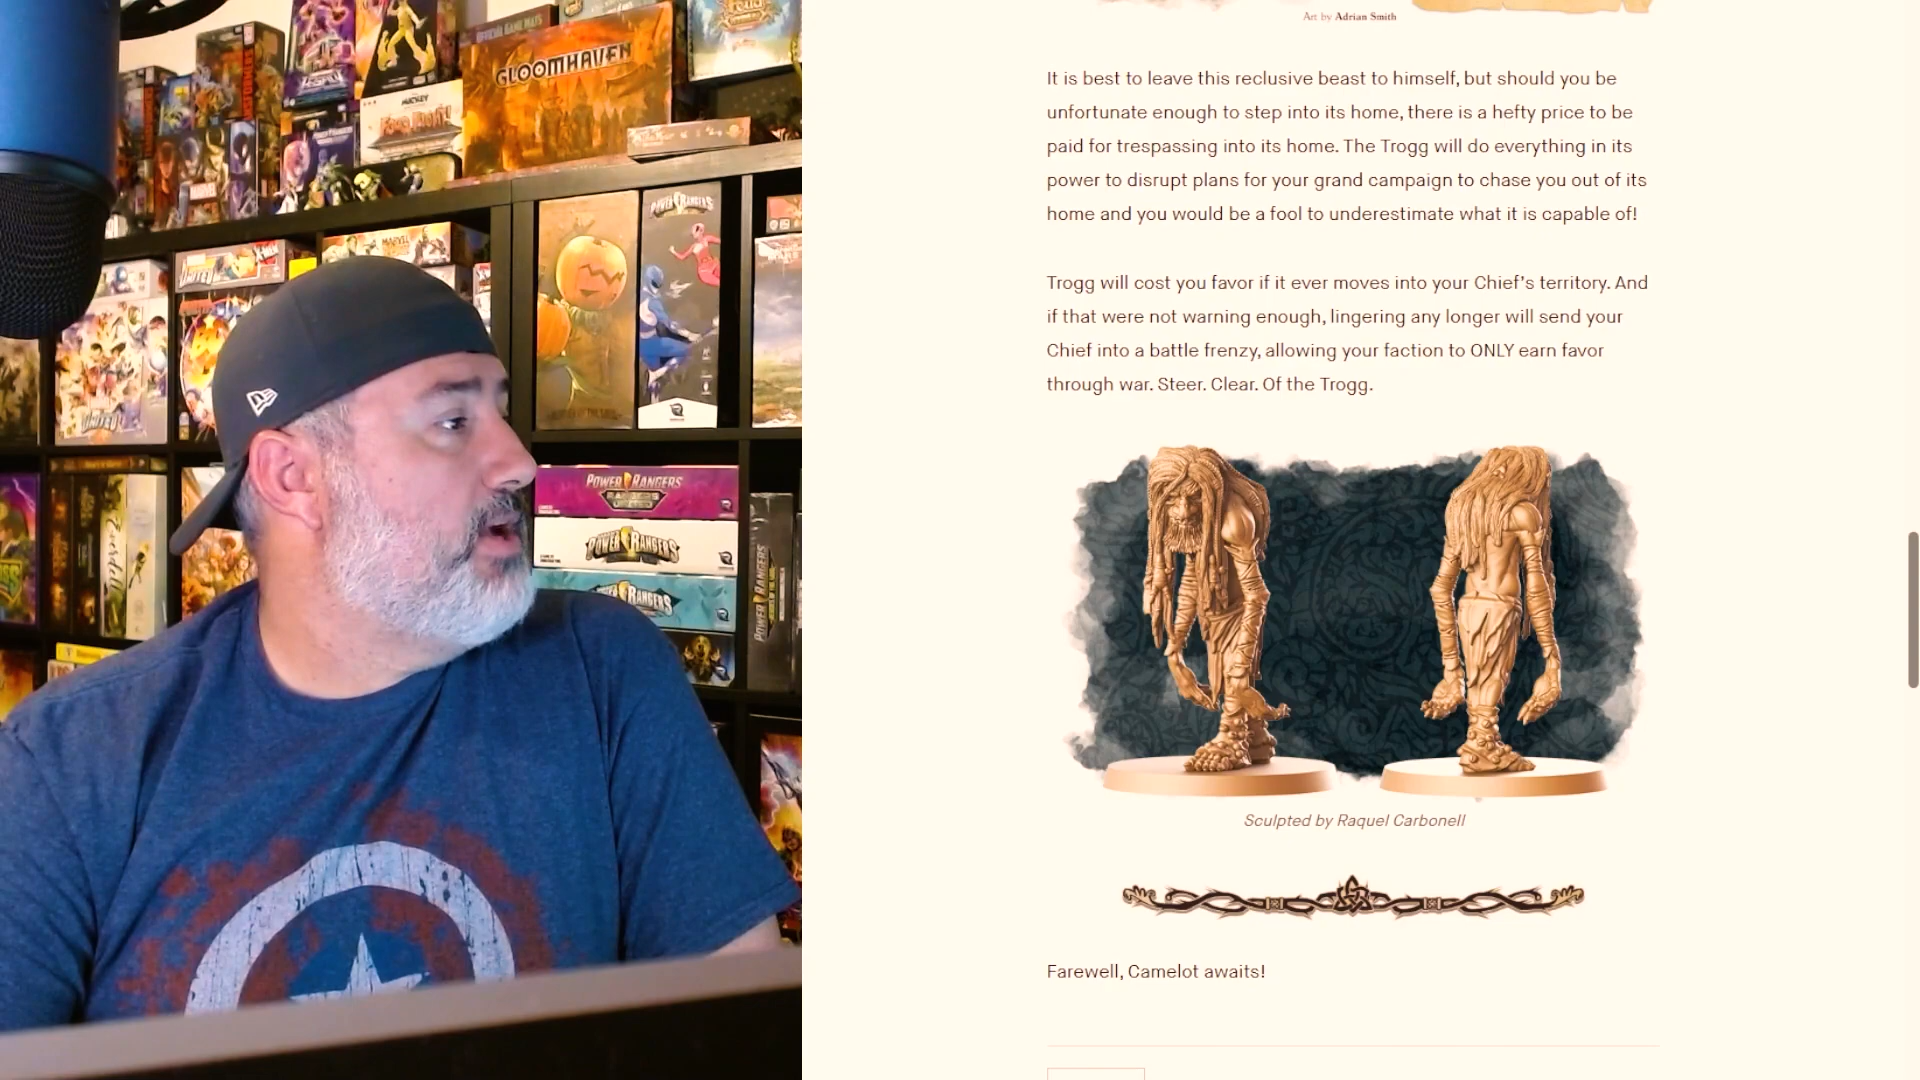 Art by Adrian Smith
It is best to leave this reclusive beast to himself, but should you be
unfortunate enough to step into its home, there is a hefty price to be
paid for trespassing into its home. The Trogg will do everything in its
power to disrupt plans for your grand campaign to chase you out of its
home and you would be a fool to underestimate what it is capable of!
Trogg will cost you favor if it ever moves into your Chief's territory. And
if that were not warning enough, lingering any longer will send your
Chief into a battle frenzy, allowing your faction to ONLY earn favor
through war. Steer. Clear. Of the Trogg.
Sculpted by Raquel Carbonell
Farewell, Camelot awaits!
GLOOMHAVEN
MICKEY
POWER RANGERS
MARVEL
UNITED
UNITED
POWER RANGERS
POWER RANGERS
POWER RANGERS
POWER RANGERS